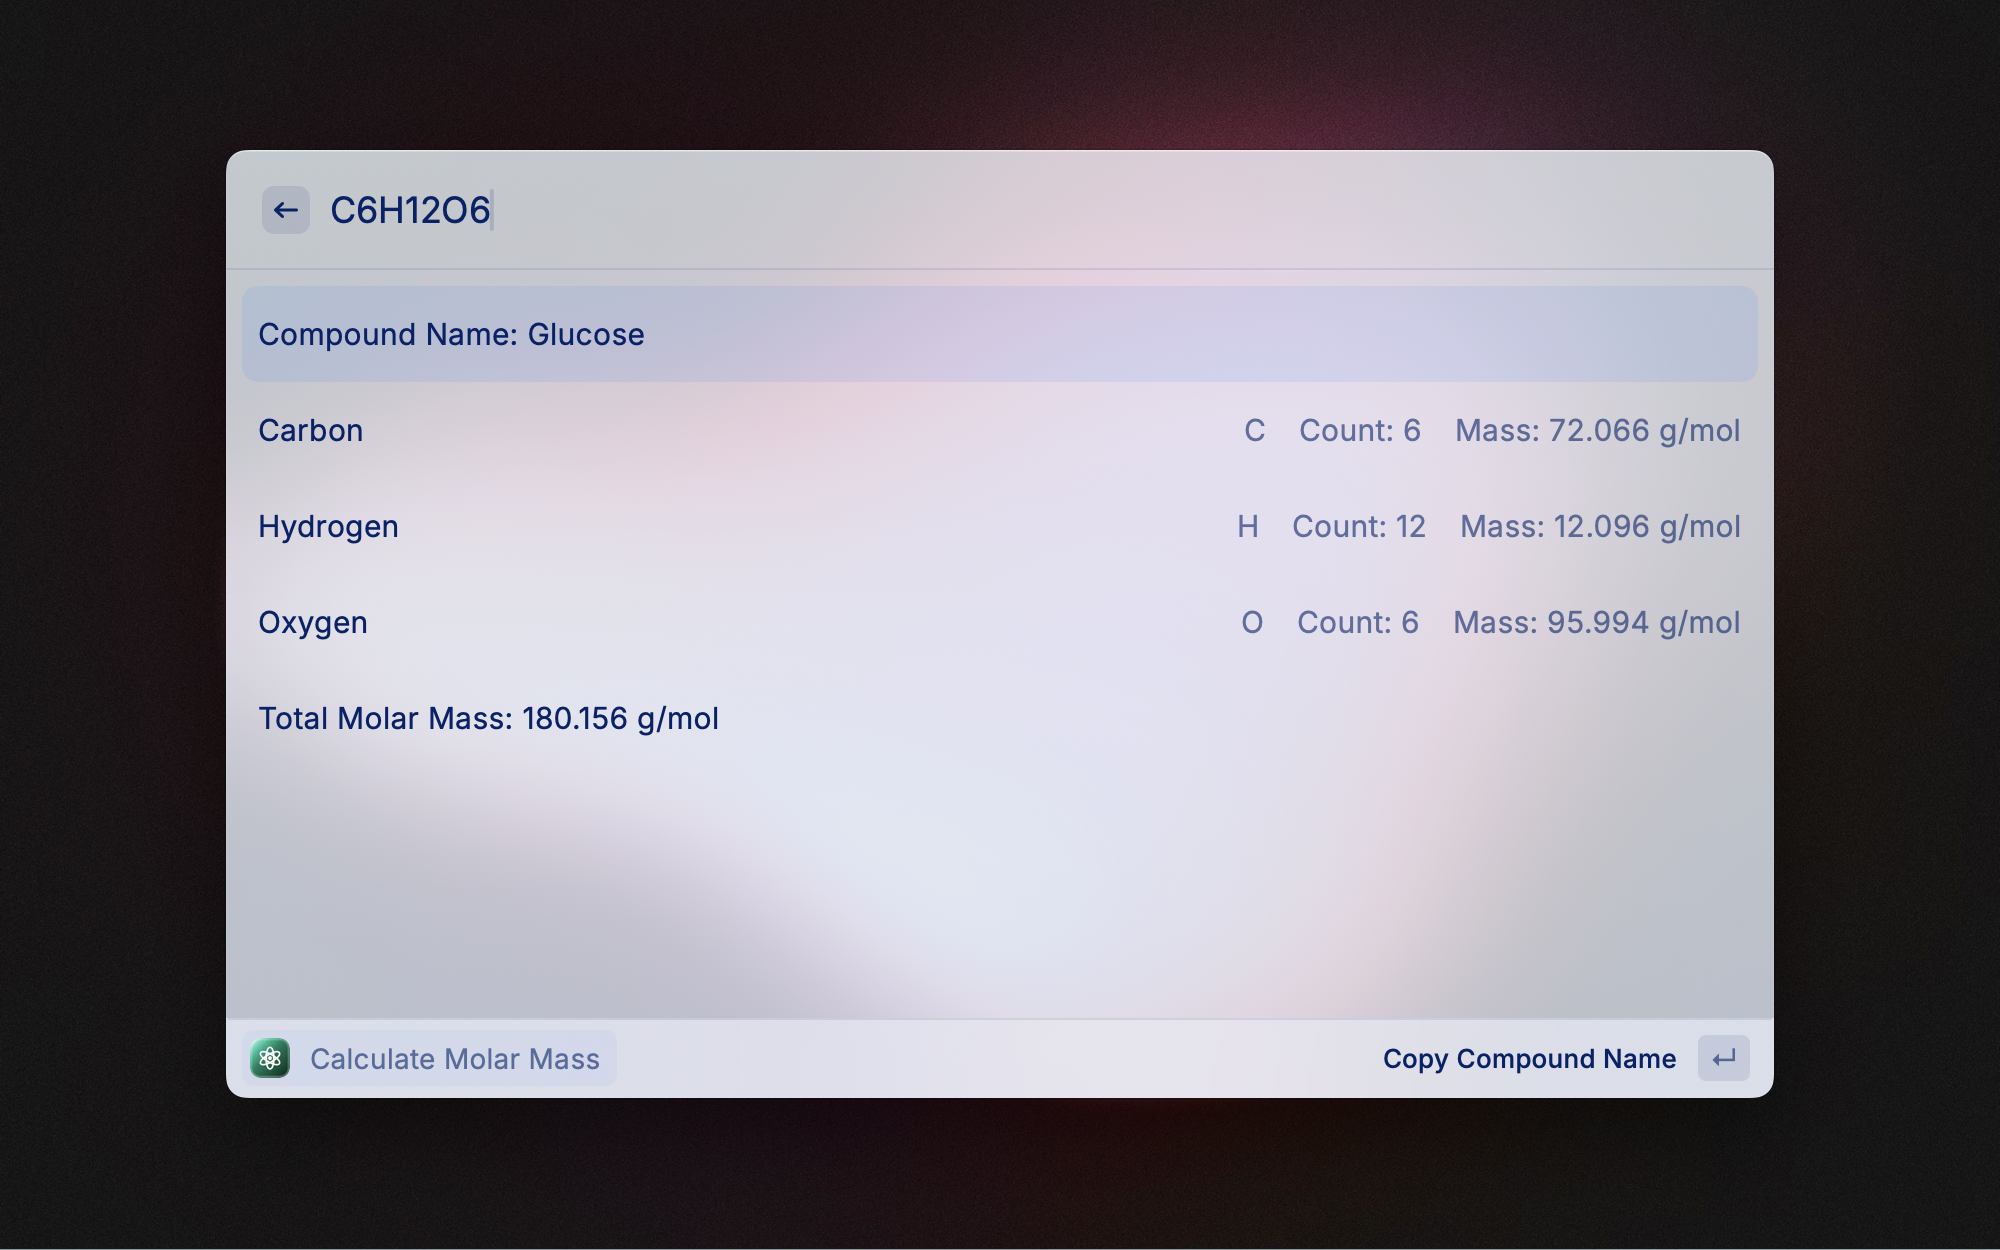 C6H12O6
Compound Name: Glucose
Carbon C Count: 6 Mass: 72.066 g/mol
Hydrogen H Count: 12 Mass: 12.096 g/mol
Oxygen O Count: 6 Mass: 95.994 g/mol
Total Molar Mass: 180.156 g/mol
Calculate Molar Mass Copy Compound Name